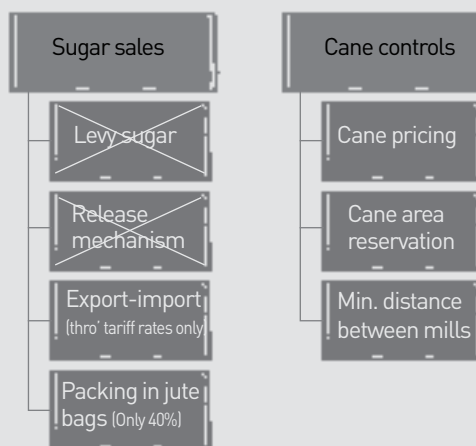 Sugar sales
Levy sugar
Release
mechanism
Export-import
(thro' tariff rates only
Packing in jute
bags (Only 40%)
Cane controls
Cane pricing
Cane area
reservation
Min. distance
between mills